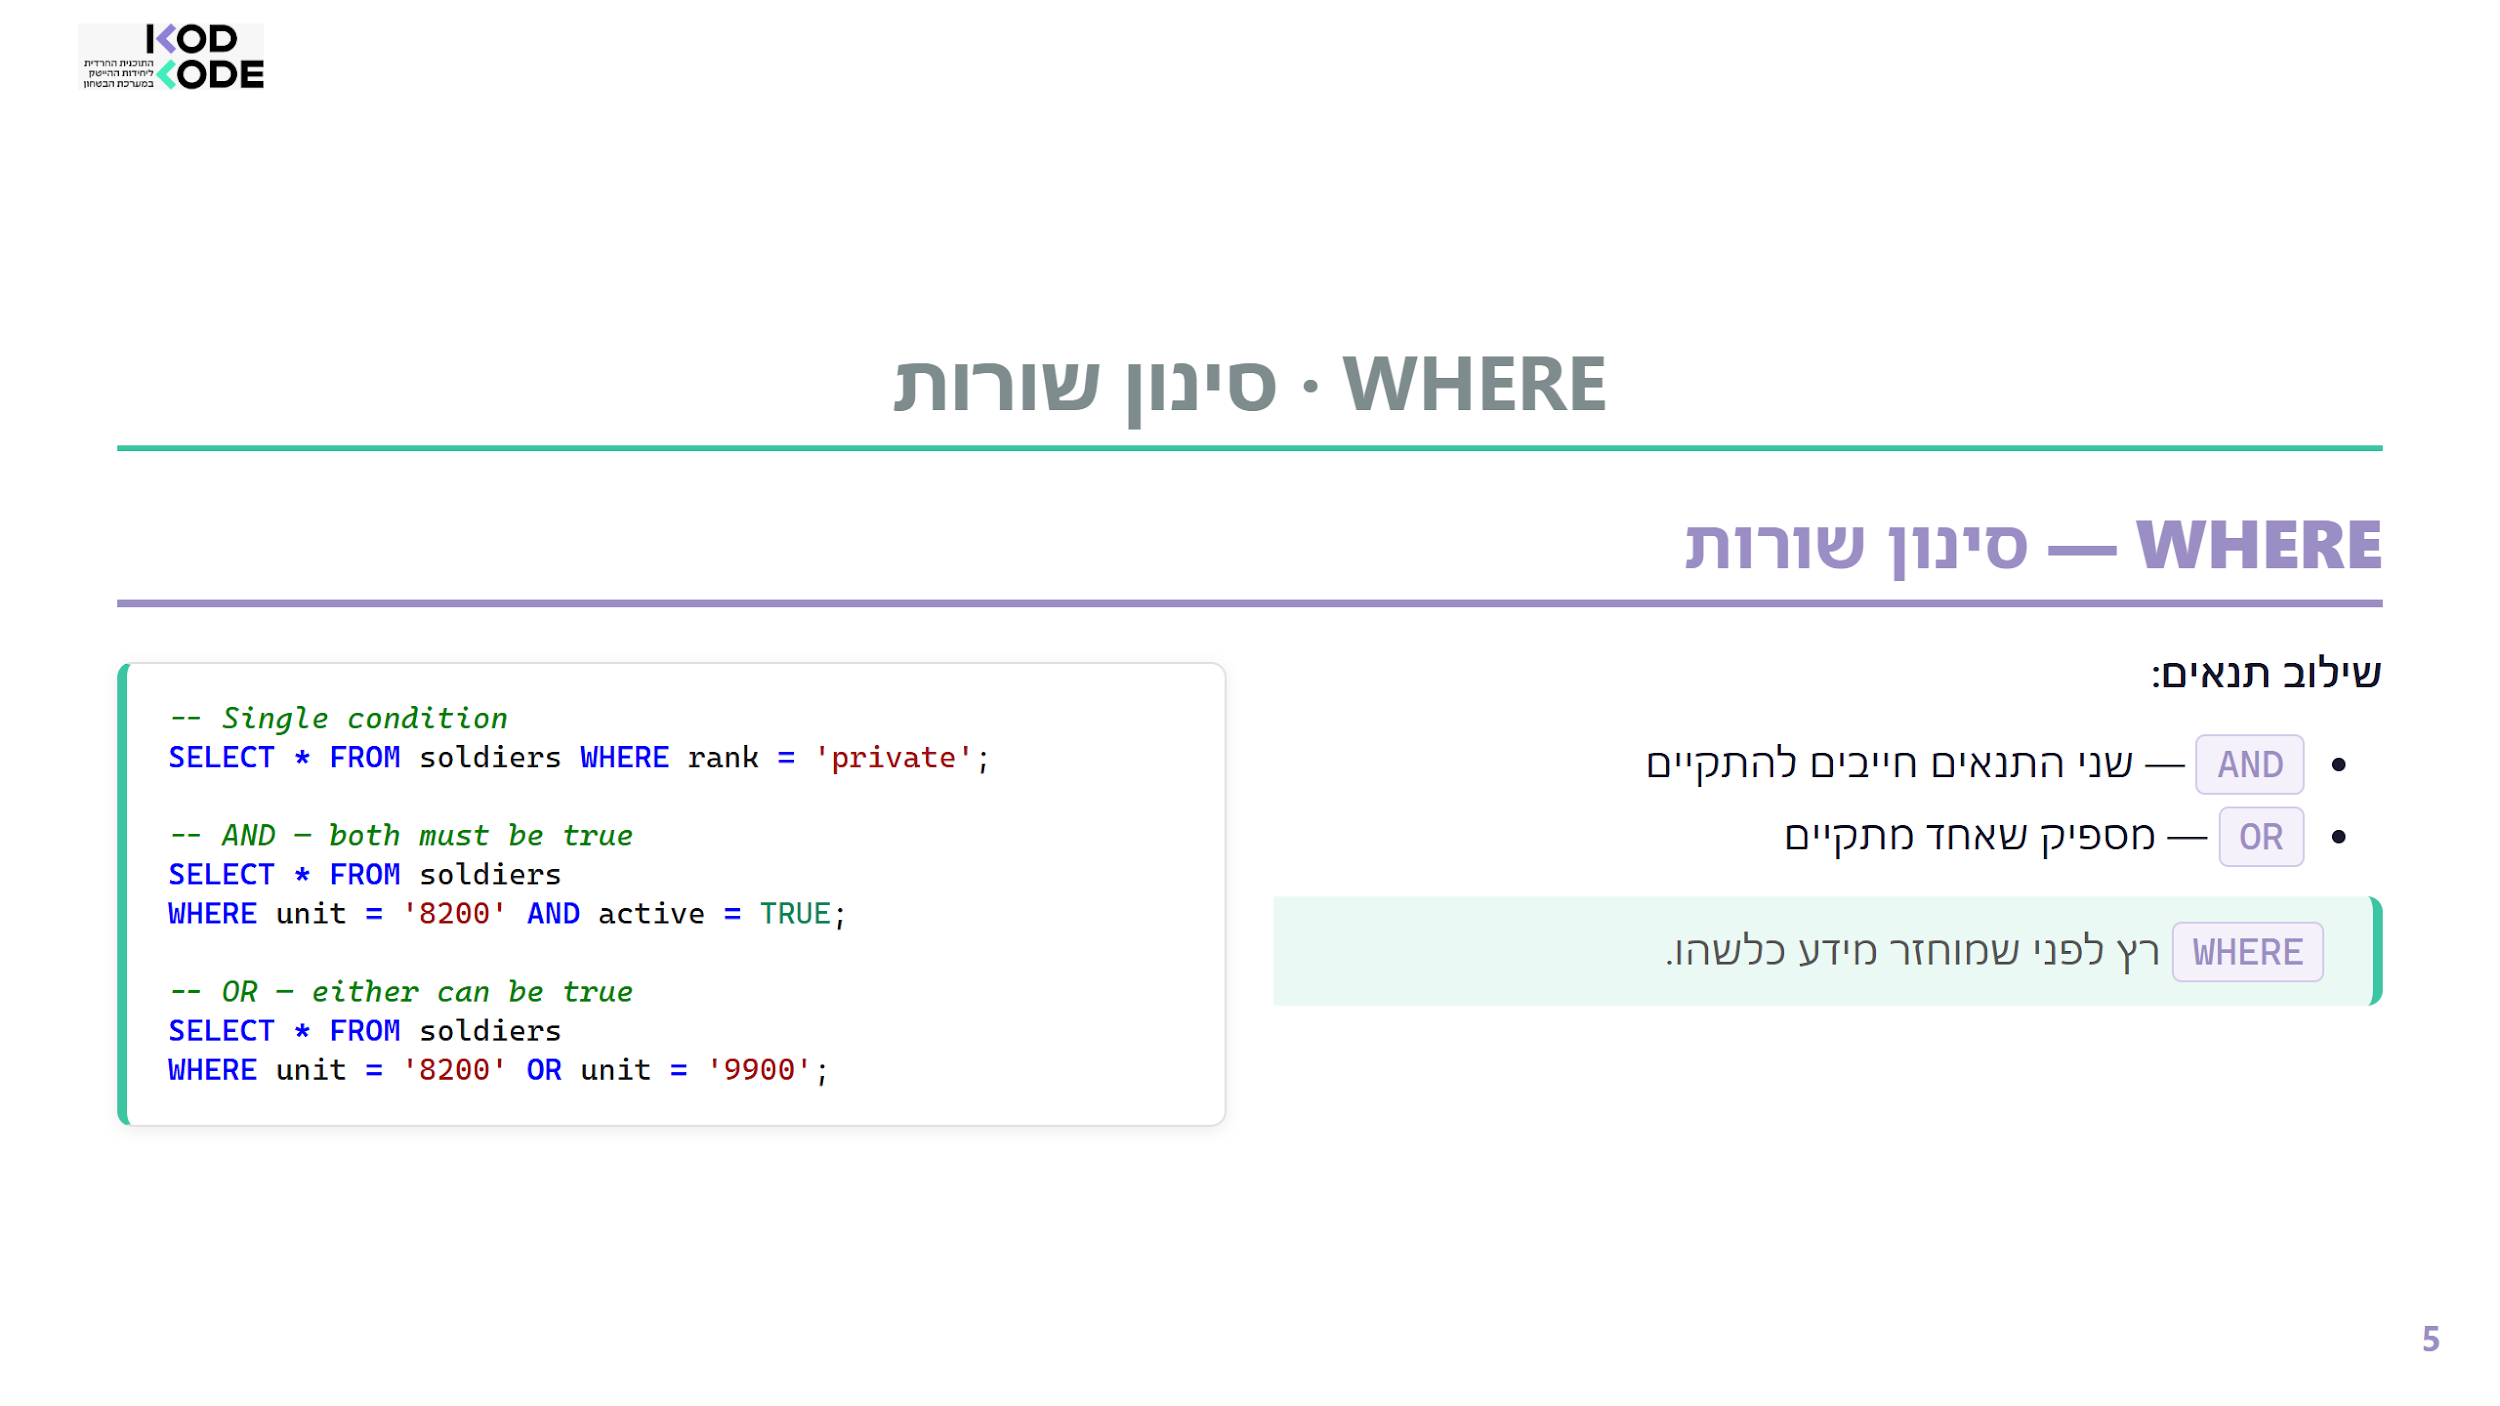 KOD
CODE
התוכנית החרדית
ליחידות ההייטק
במערכת הבטחון
WHERE · סינון שורות
WHERE — סינון שורות
שילוב תנאים:
• AND — שני התנאים חייבים להתקיים
• OR — מספיק שאחד מתקיים
WHERE רץ לפני שמוחזר מידע כלשהו.
-- Single condition
SELECT * FROM soldiers WHERE rank = 'private';
-- AND — both must be true
SELECT * FROM soldiers
WHERE unit = '8200' AND active = TRUE;
-- OR — either can be true
SELECT * FROM soldiers
WHERE unit = '8200' OR unit = '9900';
5